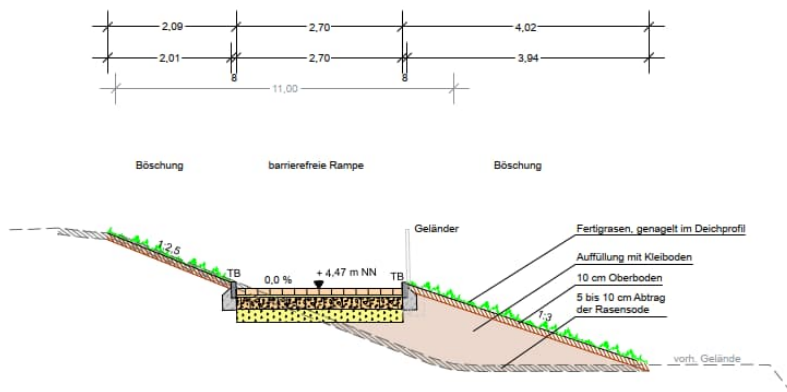 2,09 2,70 4,02
2,01 8 2,70 8 3,94
11,00
Böschung barrierefreie Rampe Böschung
Geländer
Fertigrasen, genagelt im Deichprofil
1:2.5
Auffüllung mit Kleiboden
TB 0,0 % + 4,47 m NN TB
10 cm Oberboden
5 bis 10 cm Abtrag
der Rasensode
1:3
vorh. Gelände